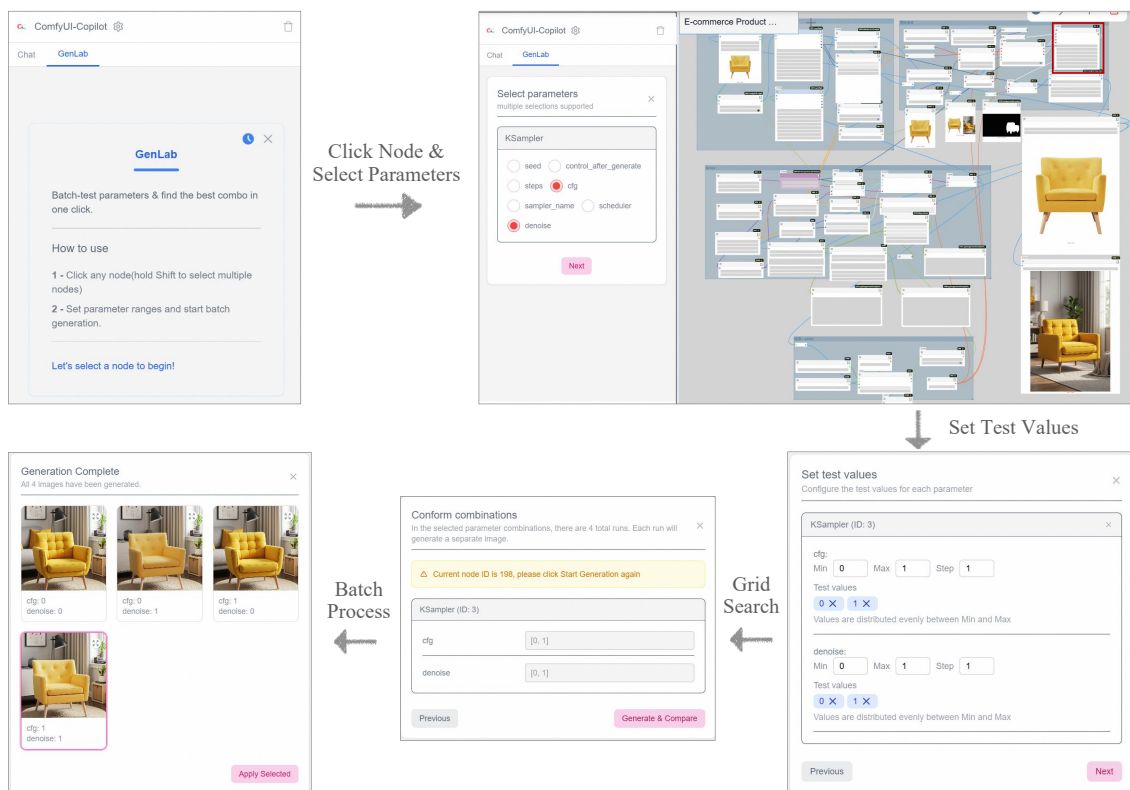 ComfyUI-Copilot
Chat GenLab
GenLab
Batch-test parameters & find the best combo in
one click.
How to use
1 - Click any node(hold Shift to select multiple
nodes)
2 - Set parameter ranges and start batch
generation.
Let's select a node to begin!
Click Node &
Select Parameters
ComfyUI-Copilot
Chat GenLab
Select parameters
multiple selections supported
KSampler
seed control_after_generate
steps cfg
sampler_name scheduler
denoise
Next
E-commerce Product ...
Set Test Values
Set test values
Configure the test values for each parameter
KSampler (ID: 3)
cfg:
Min 0 Max 1 Step 1
Test values
0 1
Values are distributed evenly between Min and Max
denoise:
Min 0 Max 1 Step 1
Test values
0 1
Values are distributed evenly between Min and Max
Previous Next
Grid
Search
Conform combinations
In the selected parameter combinations, there are 4 total runs. Each run will
generate a separate image.
Current node ID is 198, please click Start Generation again
KSampler (ID: 3)
cfg [0, 1]
denoise [0, 1]
Previous Generate & Compare
Batch
Process
Generation Complete
All 4 images have been generated.
cfg: 0
denoise: 0
cfg: 0
denoise: 1
cfg: 1
denoise: 0
cfg: 1
denoise: 1
Apply Selected